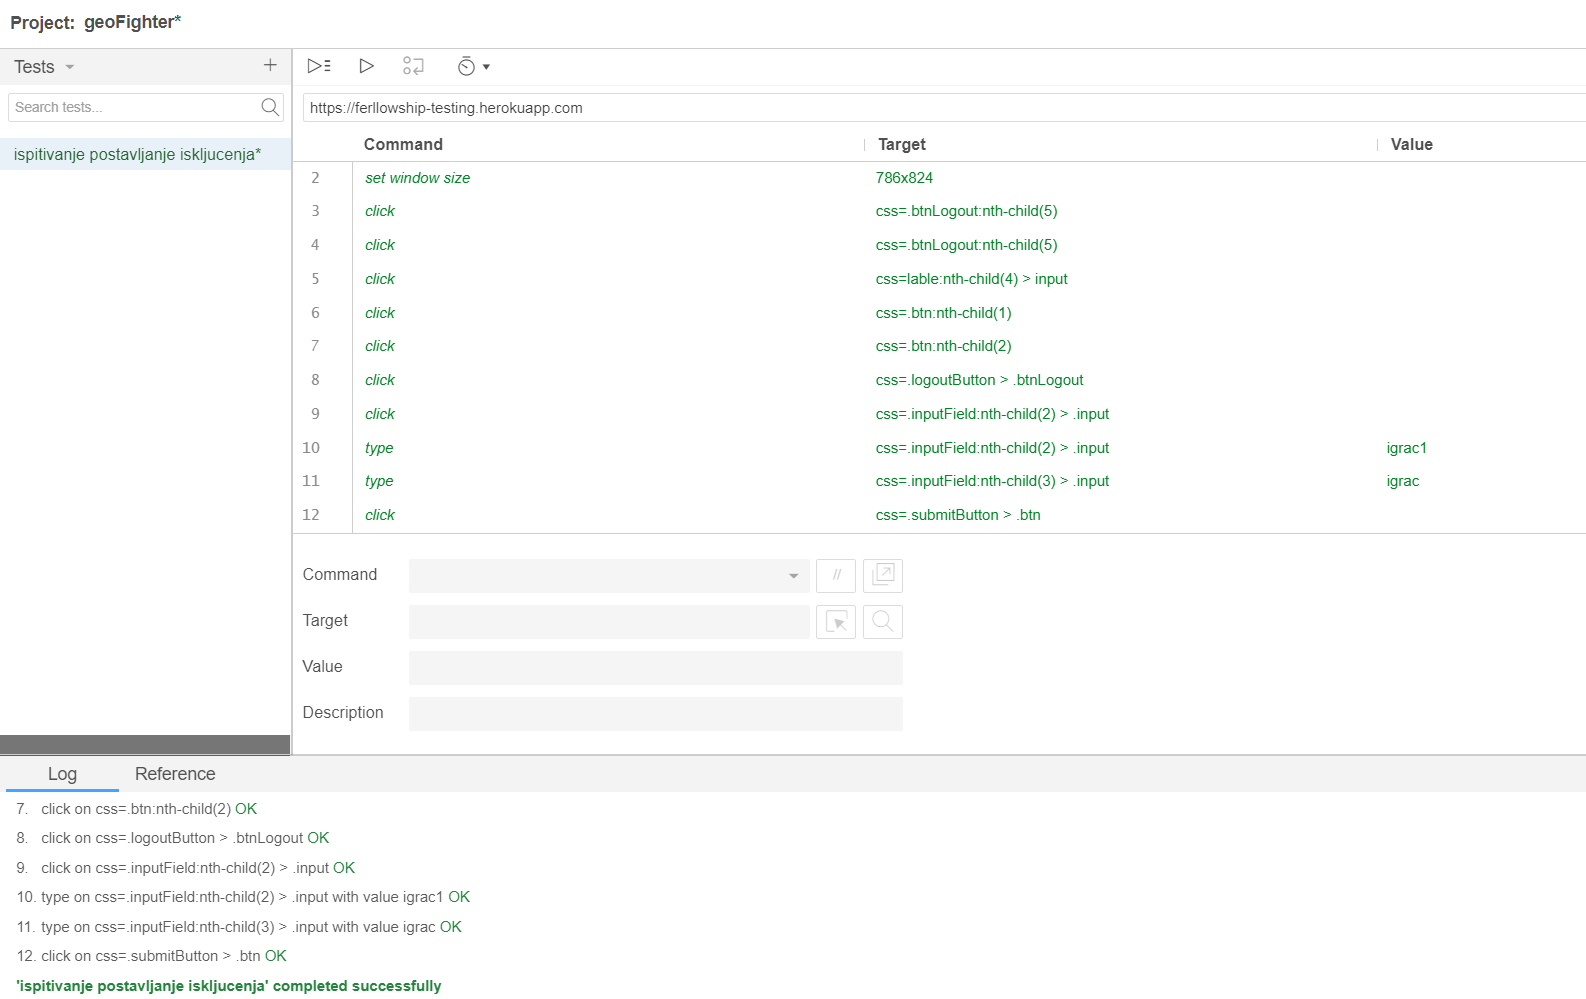 Project: geoFighter*
Tests
Search tests...
ispitivanje postavljanje iskljucenja*
https://ferllowship-testing.herokuapp.com
Command Target Value
2 set window size 786x824
3 click css=.btnLogout:nth-child(5)
4 click css=.btnLogout:nth-child(5)
5 click css=lable:nth-child(4) > input
6 click css=.btn:nth-child(1)
7 click css=.btn:nth-child(2)
8 click css=.logoutButton > .btnLogout
9 click css=.inputField:nth-child(2) > .input
10 type css=.inputField:nth-child(2) > .input igrac1
11 type css=.inputField:nth-child(3) > .input igrac
12 click css=.submitButton > .btn
Command //
Target
Value
Description
Log Reference
7. click on css=.btn:nth-child(2) OK
8. click on css=.logoutButton > .btnLogout OK
9. click on css=.inputField:nth-child(2) > .input OK
10. type on css=.inputField:nth-child(2) > .input with value igrac1 OK
11. type on css=.inputField:nth-child(3) > .input with value igrac OK
12. click on css=.submitButton > .btn OK
'ispitivanje postavljanje iskljucenja' completed successfully